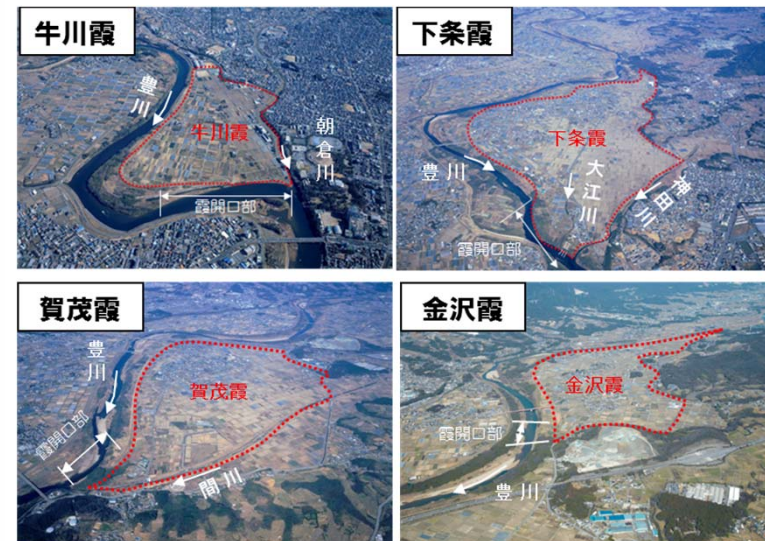 牛川霞
豊川
牛川霞
朝倉川
霞開口部
下条霞
豊川
下条霞
大江川
神田川
霞開口部
賀茂霞
豊川
賀茂霞
霞開口部
間川
金沢霞
金沢霞
霞開口部
豊川